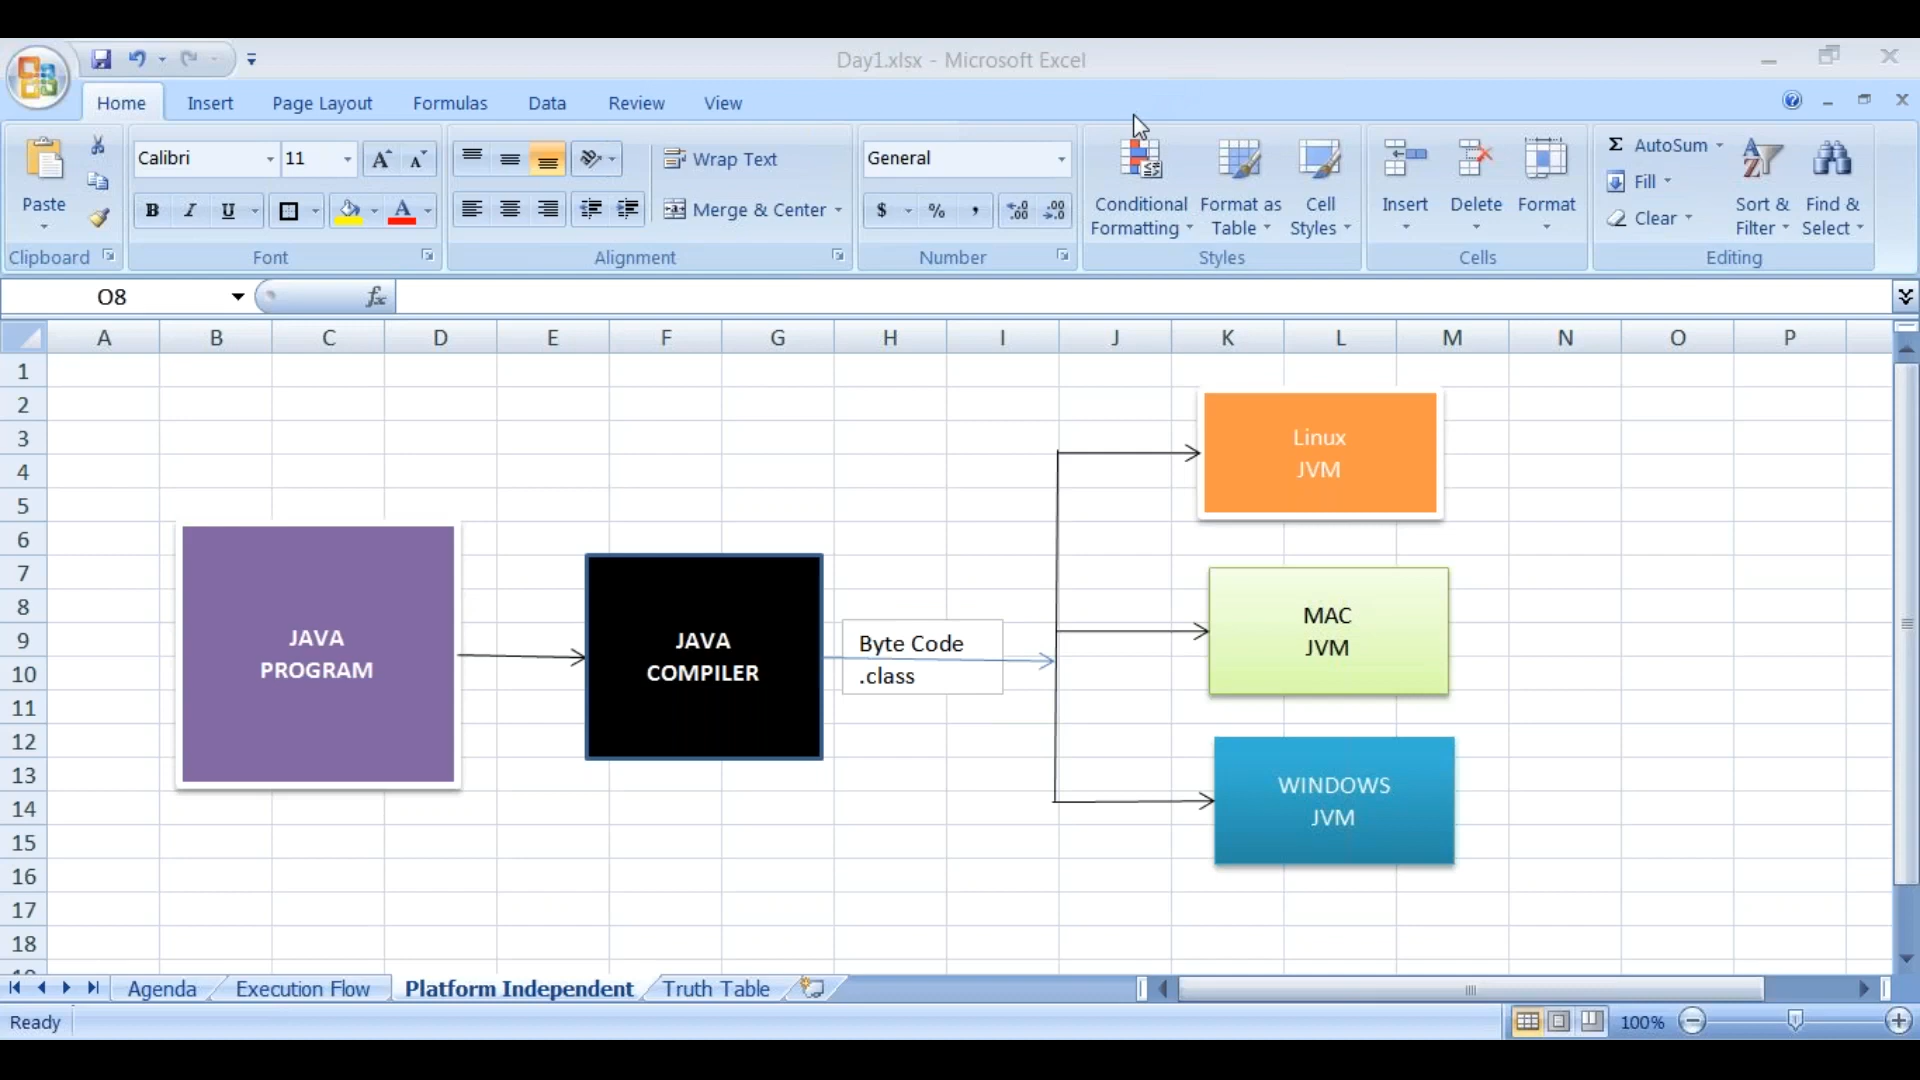 Day1.xlsx - Microsoft Excel
Home Insert Page Layout Formulas Data Review View
Calibri 11 Wrap Text General AutoSum
Paste Fill
B I U Merge & Center $ % , Conditional Formatting Format as Table Cell Styles Insert Delete Format Clear Sort & Filter Find & Select
Clipboard Font Alignment Number Styles Cells Editing
O8 fx
A B C D E F G H I J K L M N O P
1
2
3
4
5
6
7
8
9
10
11
12
13
14
15
16
17
18
JAVA
PROGRAM
JAVA
COMPILER
Byte Code
.class
Linux
JVM
MAC
JVM
WINDOWS
JVM
Agenda Execution Flow Platform Independent Truth Table
Ready 100%